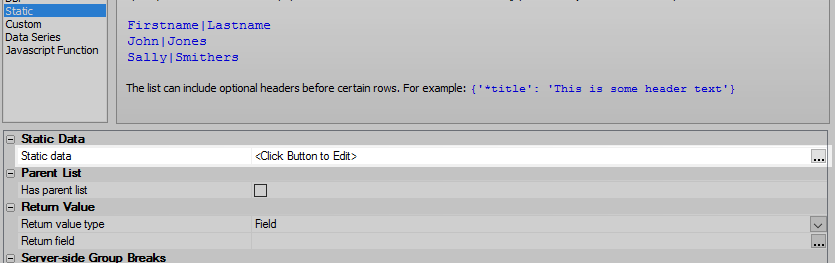 Static
Custom
Data Series
Javascript Function
Firstname|Lastname
John|Jones
Sally|Smithers
The list can include optional headers before certain rows. For example: {'*title': 'This is some header text'}
Static Data
Static data <Click Button to Edit> ...
Parent List
Has parent list
Return Value
Return value type Field
Return field ...
Server-side Group Breaks